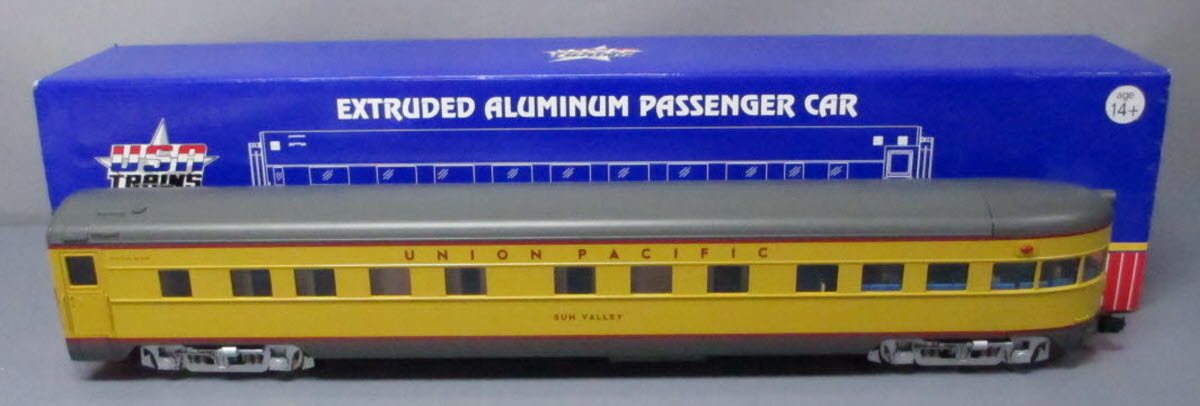 EXTRUDED ALUMINUM PASSENGER CAR
age
14+
USA
TRAINS
UNION PACIFIC
SUN VALLEY